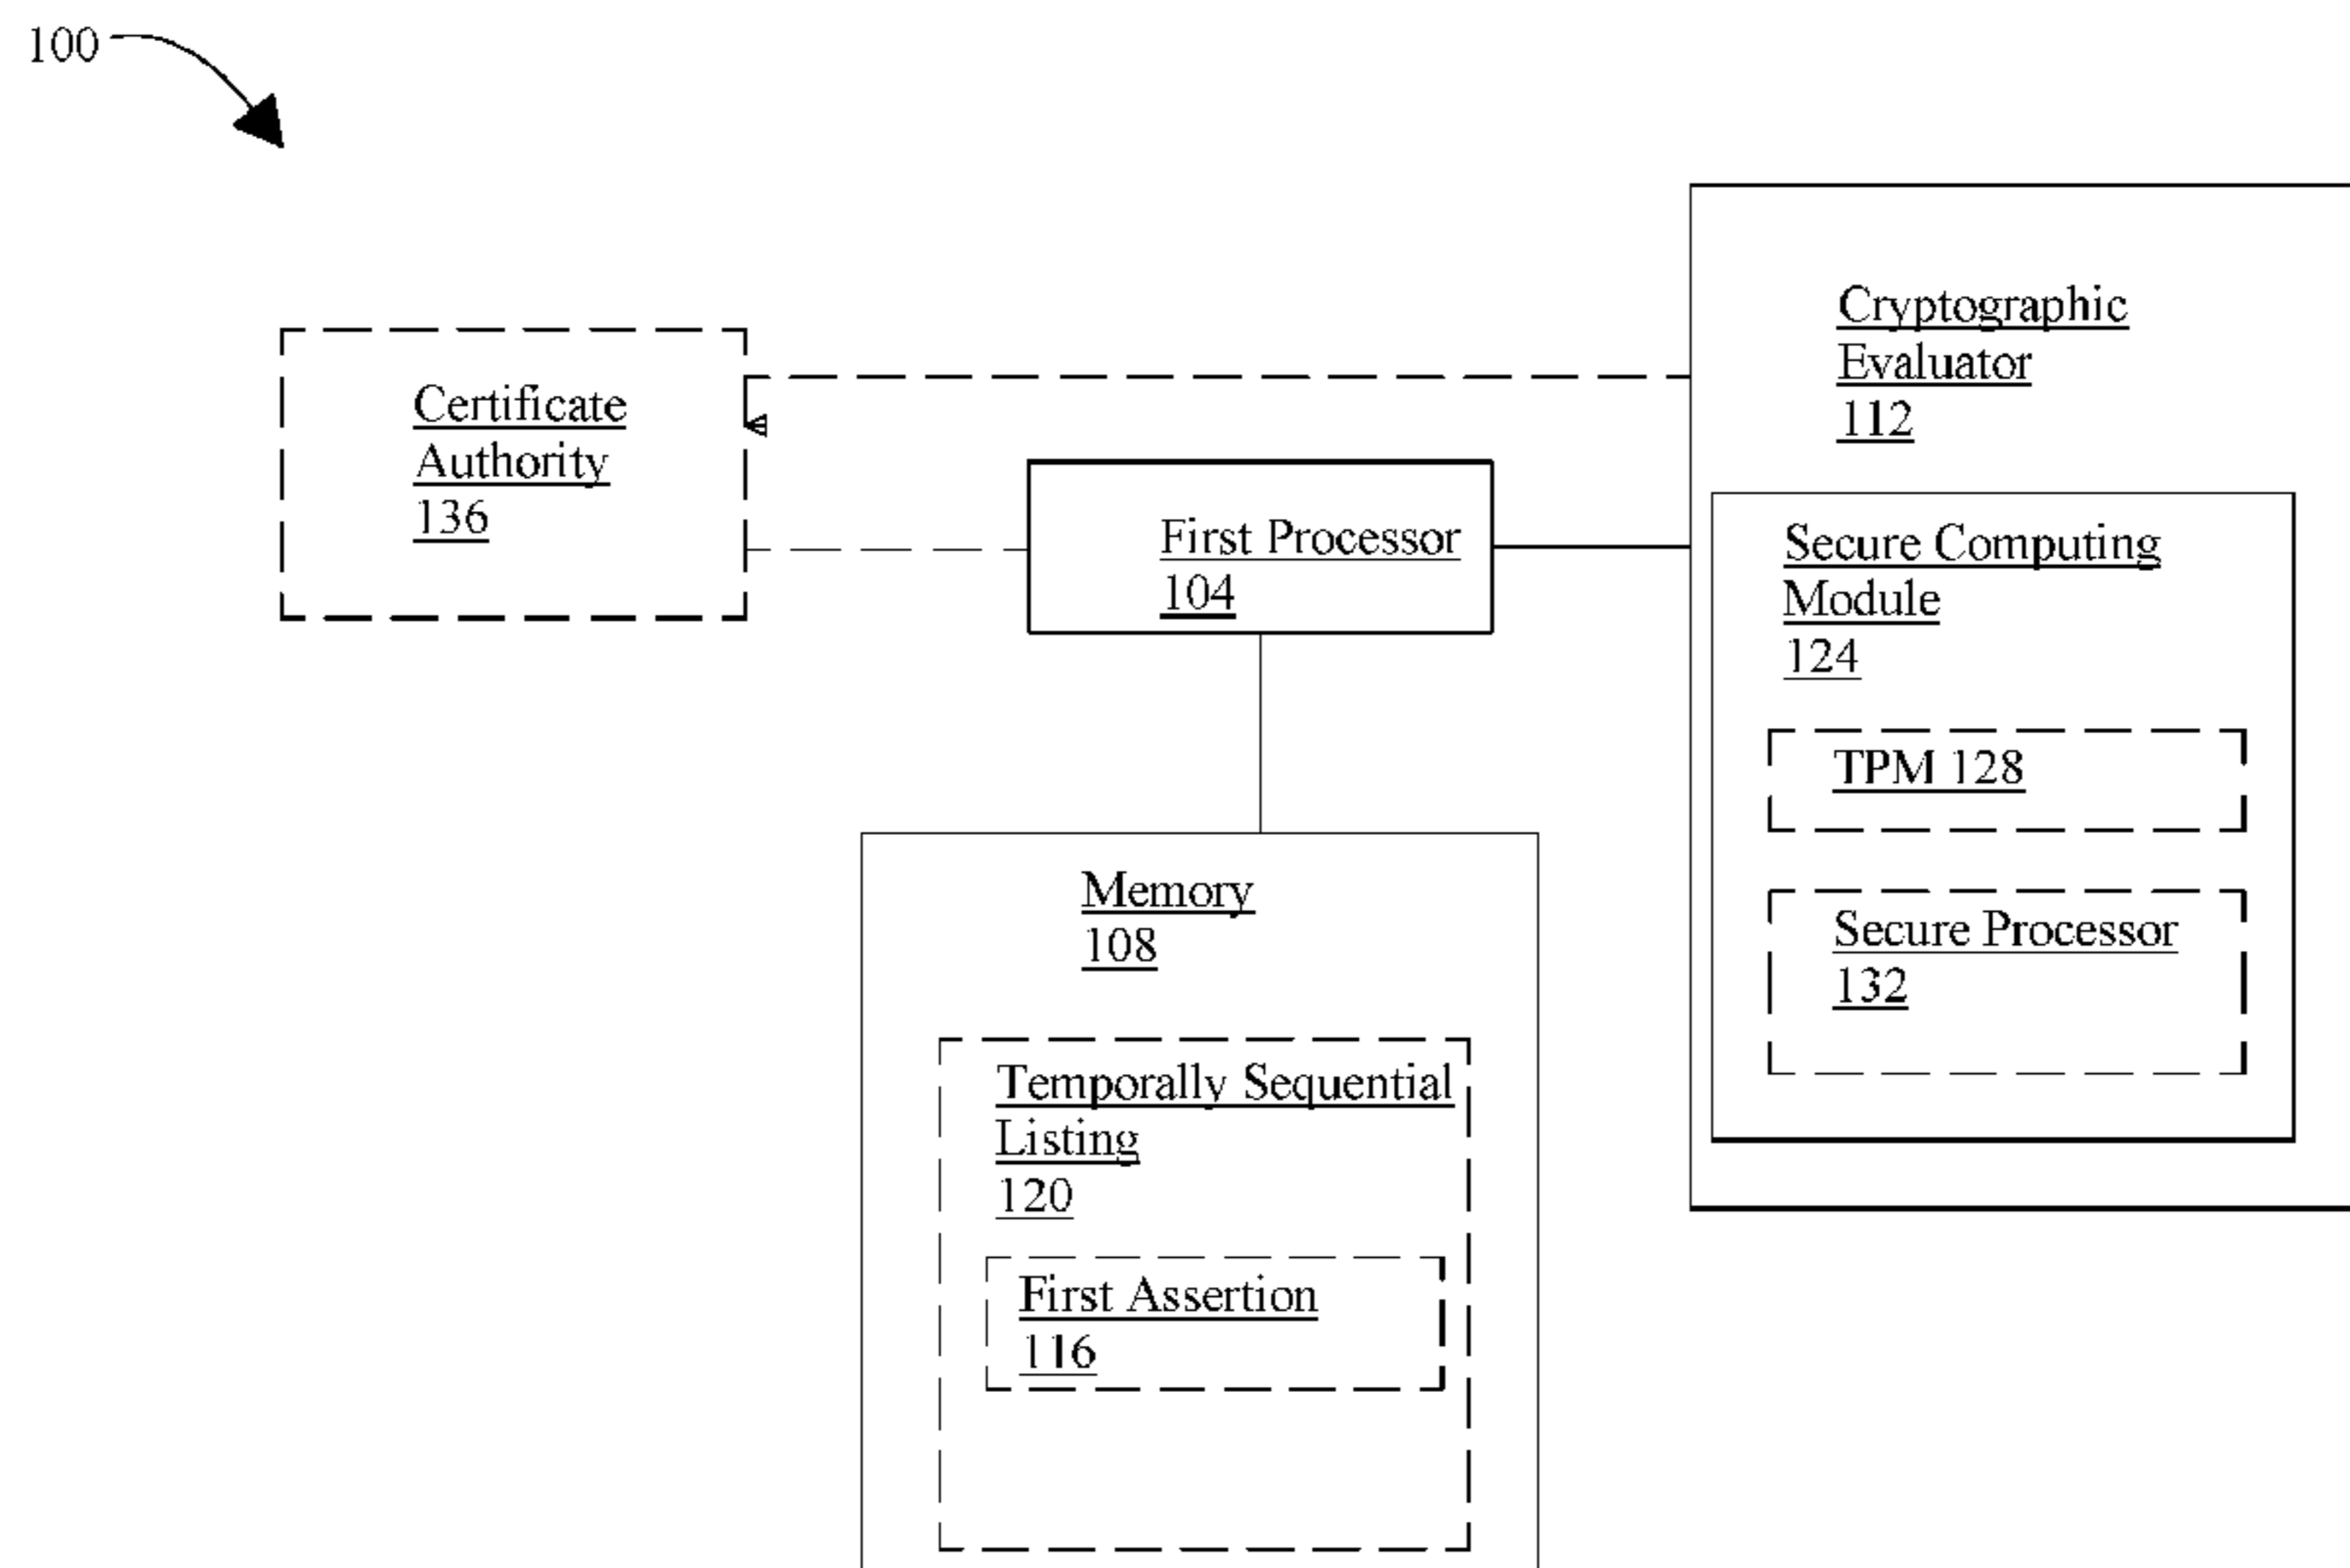 100
Cryptographic
Evaluator
112
Certificate
Authority
136
First Processor
104
Secure Computing
Module
124
TPM 128
Secure Processor
132
Memory
108
Temporally Sequential
Listing
120
First Assertion
116